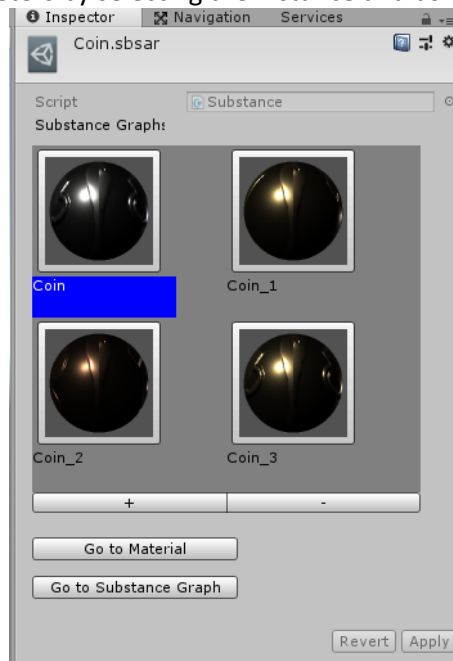 Inspector Navigation Services
Coin.sbsar
Script Substance
Substance Graphs
Coin Coin_1
Coin_2 Coin_3
+ -
Go to Material
Go to Substance Graph
Revert Apply